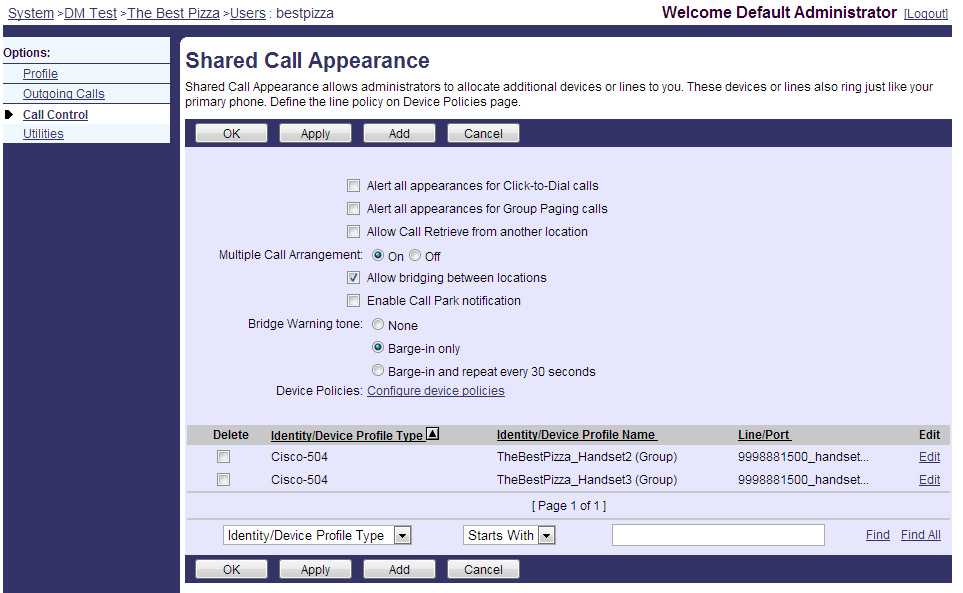 System >DM Test >The Best Pizza >Users : bestpizza
Welcome Default Administrator [Logout]
Options:
Profile
Outgoing Calls
Call Control
Utilities
Shared Call Appearance
Shared Call Appearance allows administrators to allocate additional devices or lines to you. These devices or lines also ring just like your
primary phone. Define the line policy on Device Policies page.
OK Apply Add Cancel
Alert all appearances for Click-to-Dial calls
Alert all appearances for Group Paging calls
Allow Call Retrieve from another location
Multiple Call Arrangement: On Off
Allow bridging between locations
Enable Call Park notification
Bridge Warning tone: None
Barge-in only
Barge-in and repeat every 30 seconds
Device Policies: Configure device policies
Delete Identity/Device Profile Type Identity/Device Profile Name Line/Port Edit
Cisco-504 TheBestPizza_Handset2 (Group) 9998881500_handset... Edit
Cisco-504 TheBestPizza_Handset3 (Group) 9998881500_handset... Edit
[ Page 1 of 1 ]
Identity/Device Profile Type Starts With Find Find All
OK Apply Add Cancel